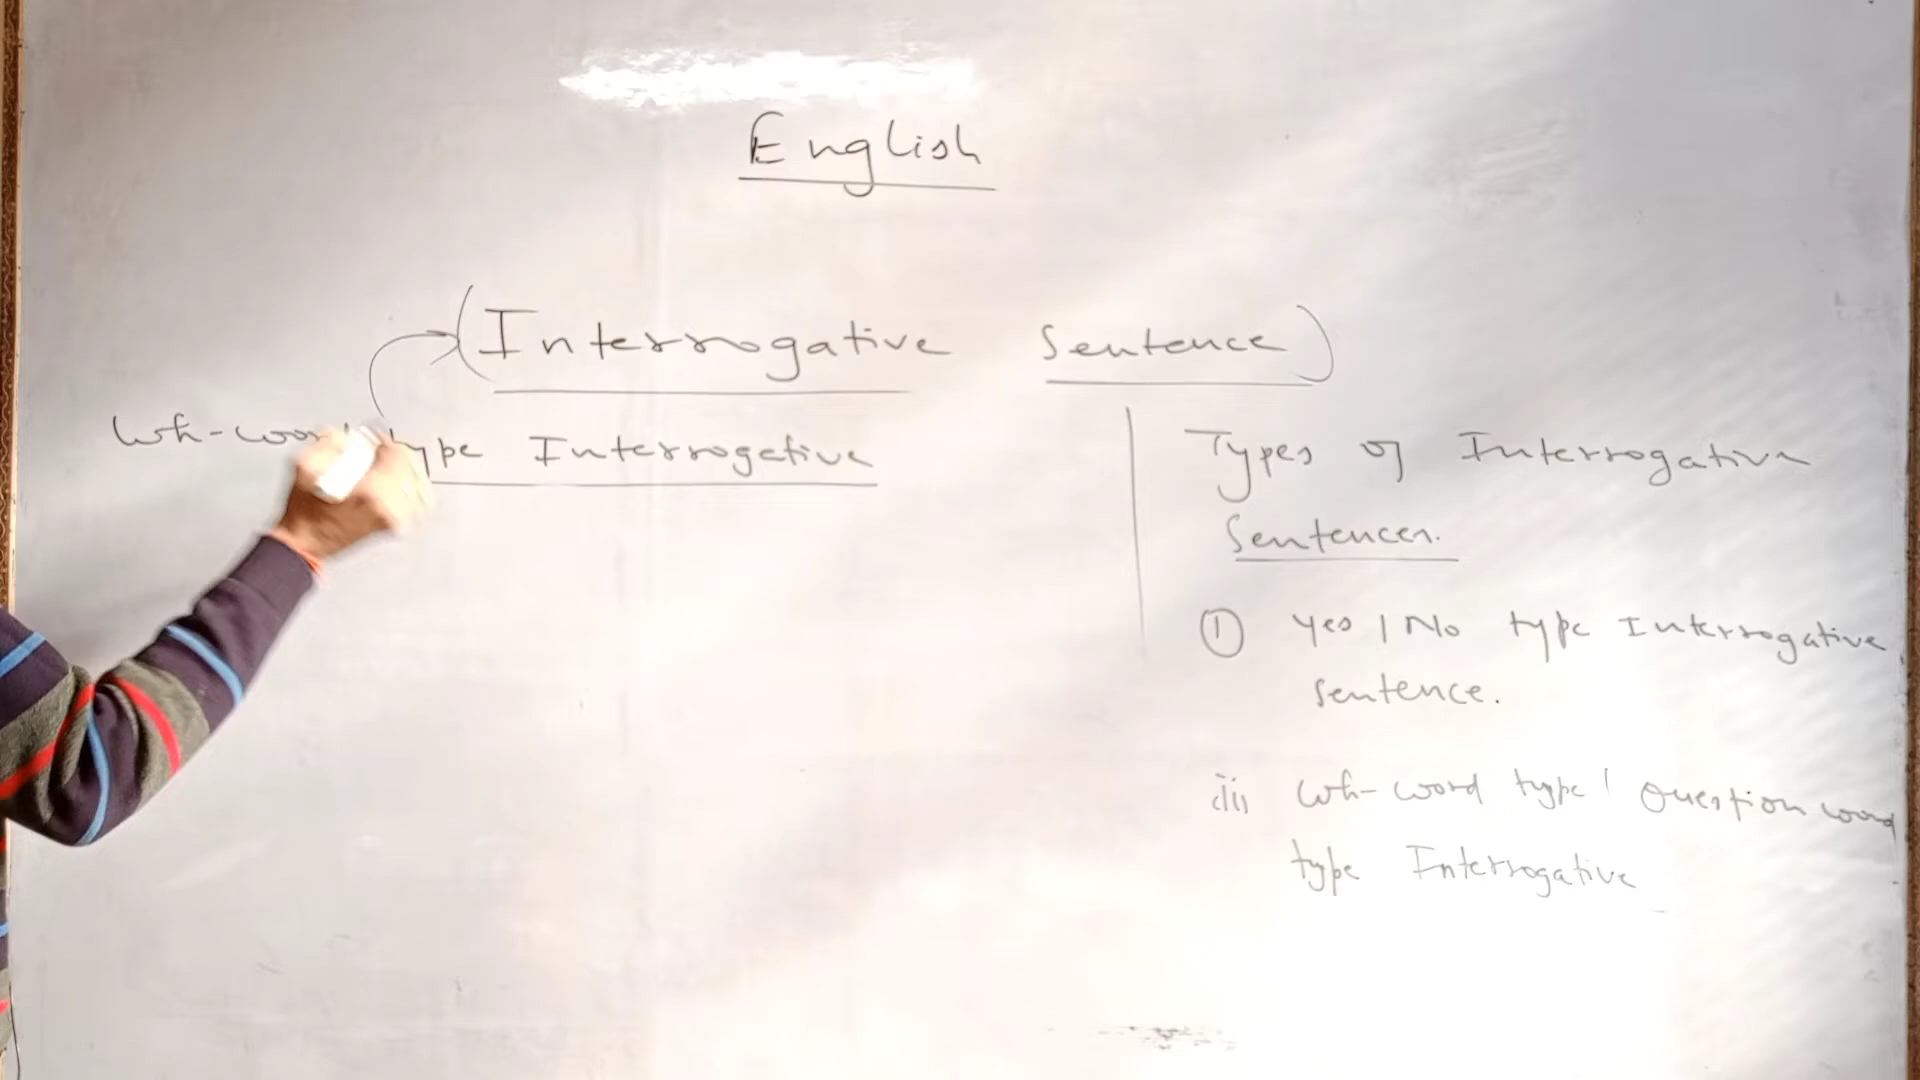 English
(Interrogative Sentence)
Wh-word type Interrogative
Types of Interrogative
Sentences.
① Yes / No type Interrogative
sentence.
ii) Wh-word type / Question word
type Interrogative